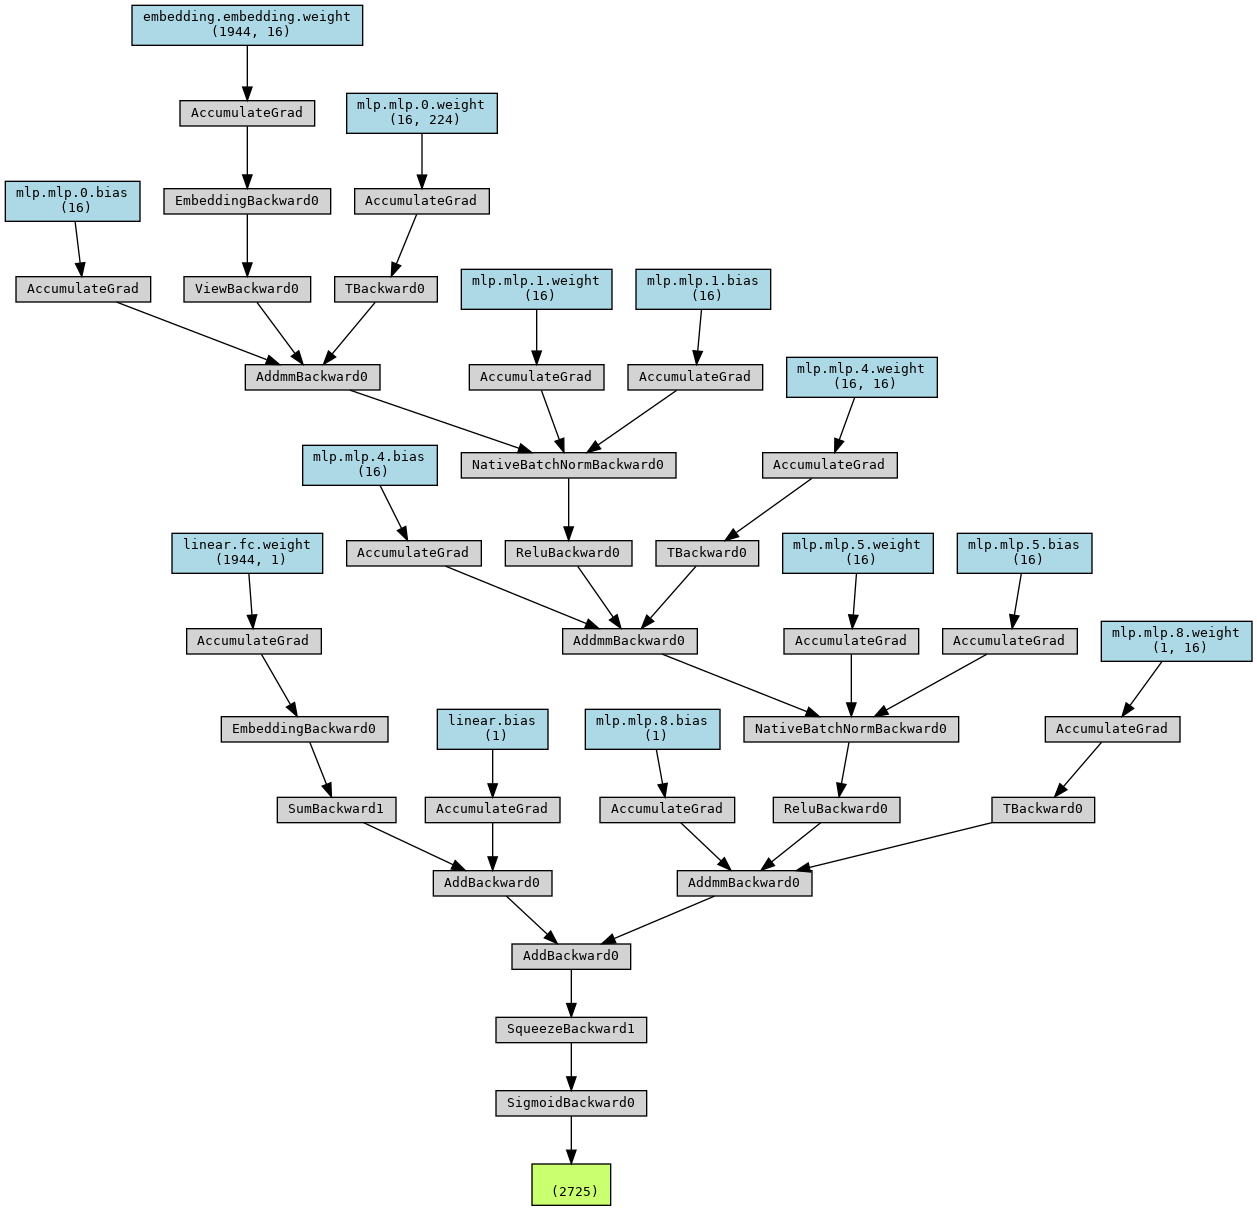 embedding.embedding.weight
(1944, 16)
AccumulateGrad
mlp.mlp.0.weight
(16, 224)
mlp.mlp.0.bias
(16)
EmbeddingBackward0
AccumulateGrad
AccumulateGrad
ViewBackward0
TBackward0
mlp.mlp.1.weight
(16)
mlp.mlp.1.bias
(16)
AddmmBackward0
AccumulateGrad
AccumulateGrad
mlp.mlp.4.weight
(16, 16)
mlp.mlp.4.bias
(16)
NativeBatchNormBackward0
AccumulateGrad
linear.fc.weight
(1944, 1)
AccumulateGrad
ReluBackward0
TBackward0
mlp.mlp.5.weight
(16)
mlp.mlp.5.bias
(16)
AccumulateGrad
AddmmBackward0
AccumulateGrad
AccumulateGrad
mlp.mlp.8.weight
(1, 16)
EmbeddingBackward0
linear.bias
(1)
mlp.mlp.8.bias
(1)
NativeBatchNormBackward0
AccumulateGrad
SumBackward1
AccumulateGrad
AccumulateGrad
ReluBackward0
TBackward0
AddBackward0
AddmmBackward0
AddBackward0
SqueezeBackward1
SigmoidBackward0
(2725)